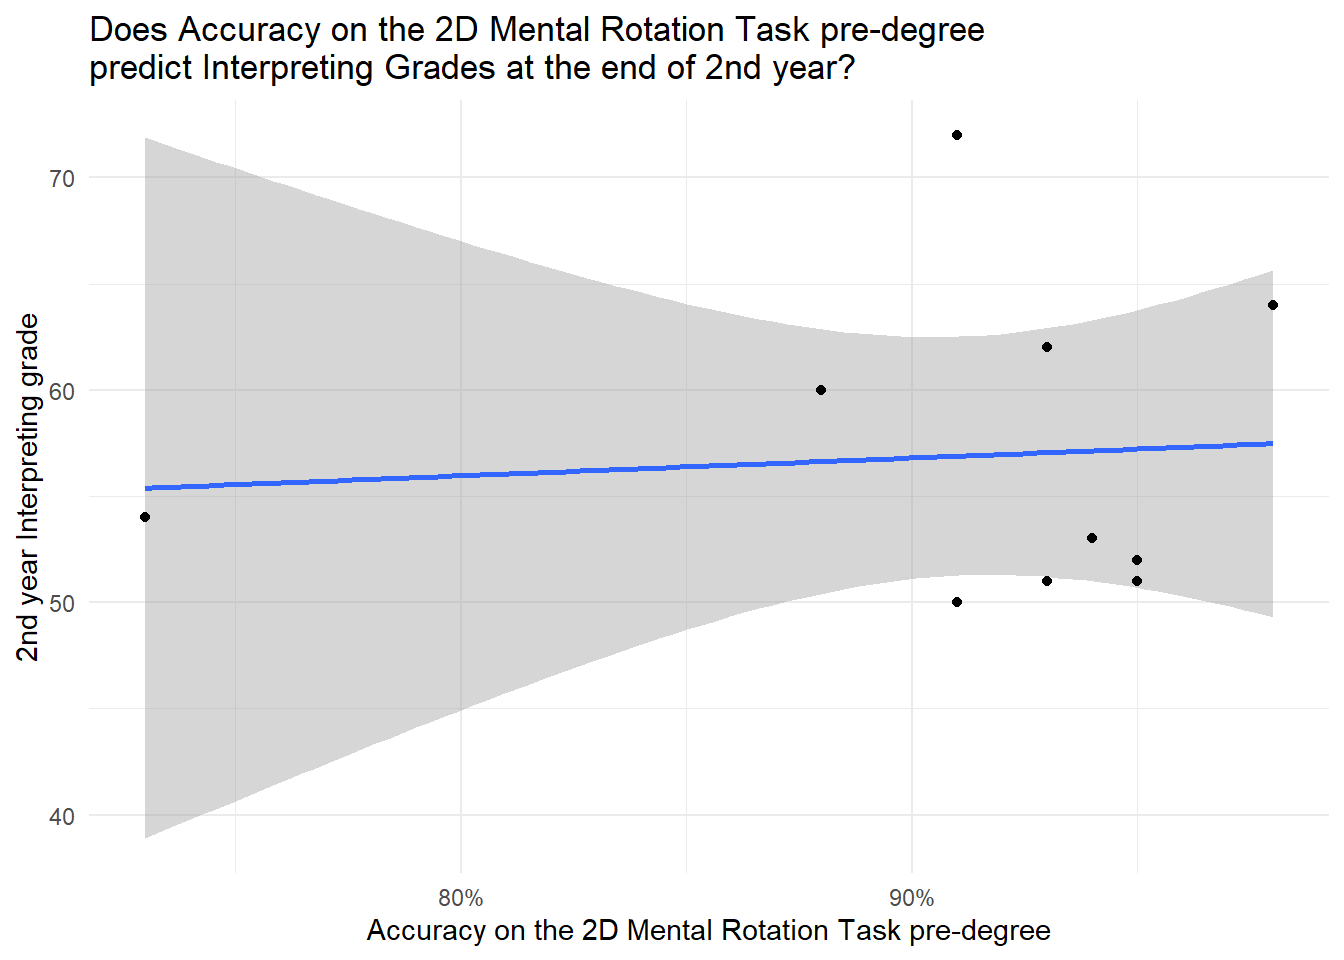 Does Accuracy on the 2D Mental Rotation Task pre-degree
predict Interpreting Grades at the end of 2nd year?
2nd year Interpreting grade
70
60
50
40
80%
90%
Accuracy on the 2D Mental Rotation Task pre-degree